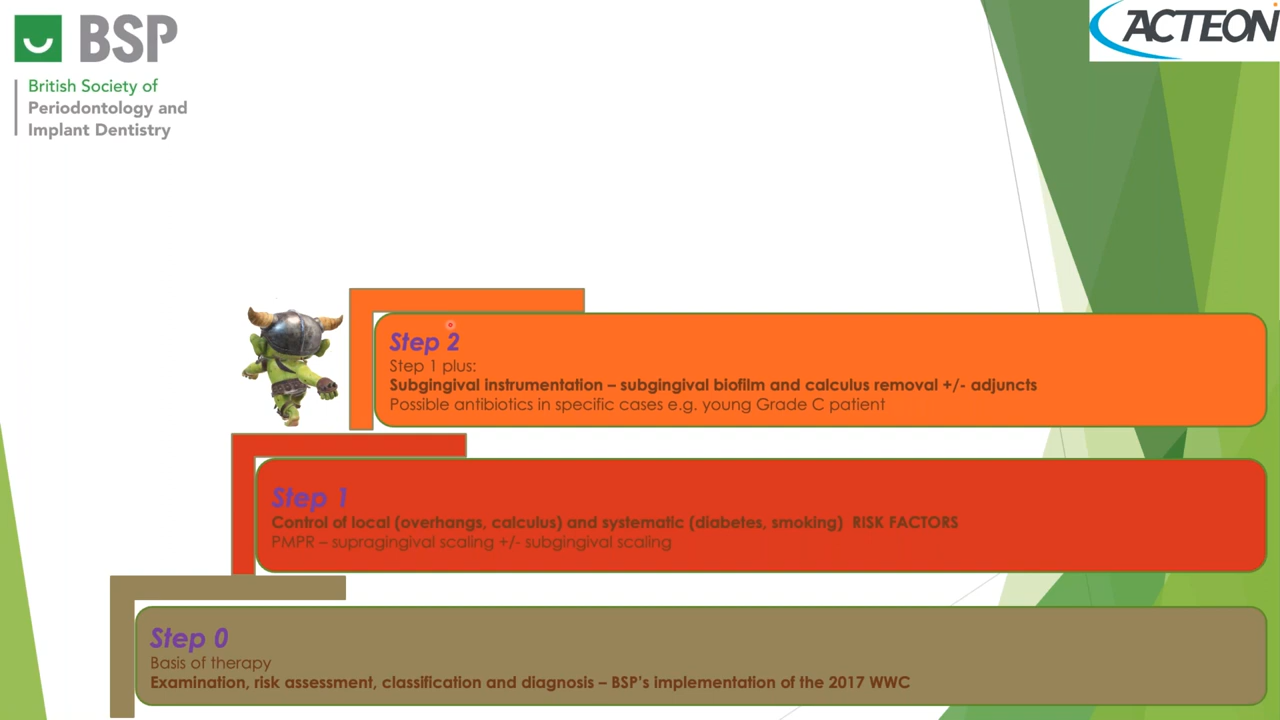 BSP
British Society of
Periodontology and
Implant Dentistry
ACTEON
Step 2
Step 1 plus:
Subgingival instrumentation – subgingival biofilm and calculus removal +/- adjuncts
Possible antibiotics in specific cases e.g. young Grade C patient
Step 1
Control of local (overhangs, calculus) and systematic (diabetes, smoking)  RISK FACTORS
PMPR – supragingival scaling +/- subgingival scaling
Step 0
Basis of therapy
Examination, risk assessment, classification and diagnosis – BSP's implementation of the 2017 WWC